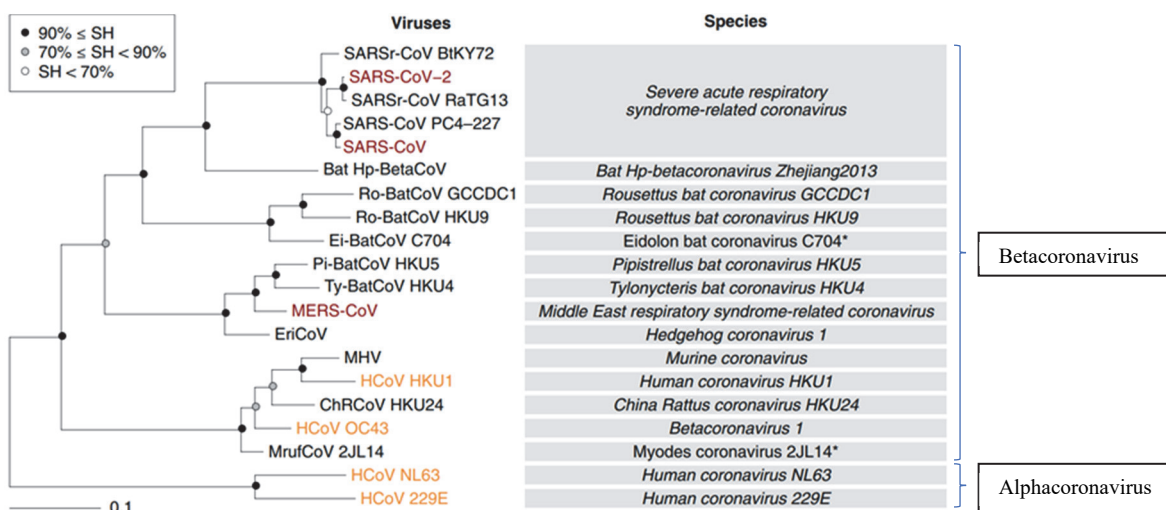 Viruses Species
90% ≤ SH
70% ≤ SH < 90%
SH < 70%
SARSr-CoV BtKY72
SARS-CoV-2
SARSr-CoV RaTG13
SARS-CoV PC4-227
SARS-CoV
Severe acute respiratory
syndrome-related coronavirus
Bat Hp-BetaCoV Bat Hp-betacoronavirus Zhejiang2013
Ro-BatCoV GCCDC1 Rousettus bat coronavirus GCCDC1
Ro-BatCoV HKU9 Rousettus bat coronavirus HKU9
Ei-BatCoV C704 Eidolon bat coronavirus C704*
Pi-BatCoV HKU5 Pipistrellus bat coronavirus HKU5
Ty-BatCoV HKU4 Tylonycteris bat coronavirus HKU4
MERS-CoV Middle East respiratory syndrome-related coronavirus
EriCoV Hedgehog coronavirus 1
MHV Murine coronavirus
HCoV HKU1 Human coronavirus HKU1
ChRCoV HKU24 China Rattus coronavirus HKU24
HCoV OC43 Betacoronavirus 1
MrufCoV 2JL14 Myodes coronavirus 2JL14*
HCoV NL63 Human coronavirus NL63
HCoV 229E Human coronavirus 229E
Betacoronavirus
Alphacoronavirus
0.1